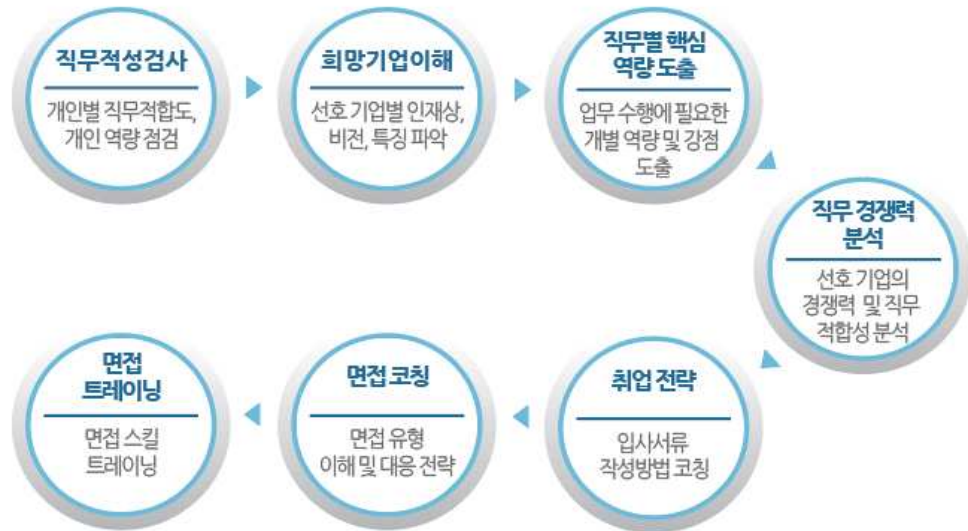 직무적성검사
개인별 직무적합도,
개인 역량 점검
희망기업이해
선호 기업별 인재상,
비전, 특징 파악
직무별 핵심
역량 도출
업무 수행에 필요한
개별 역량 및 강점
도출
직무 경쟁력
분석
선호 기업의
경쟁력 및 직무
적합성 분석
취업 전략
입사서류
작성방법 코칭
면접 코칭
면접 유형
이해 및 대응 전략
면접
트레이닝
면접 스킬
트레이닝